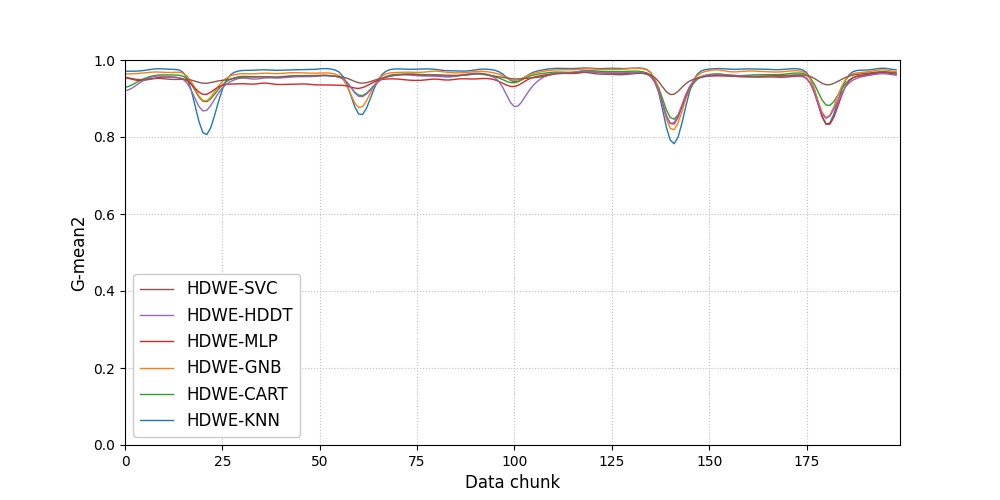 1.0
0.8
0.6
0.4
0.2
0.0
G-mean2
HDWE-SVC
HDWE-HDDT
HDWE-MLP
HDWE-GNB
HDWE-CART
HDWE-KNN
0 25 50 75 100 125 150 175
Data chunk